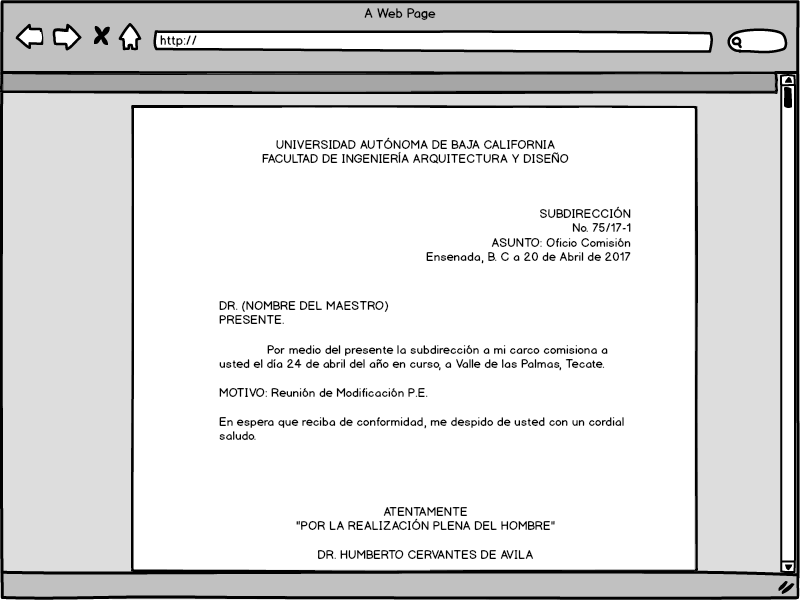 A Web Page
http://
UNIVERSIDAD AUTÓNOMA DE BAJA CALIFORNIA
FACULTAD DE INGENIERÍA ARQUITECTURA Y DISEÑO
SUBDIRECCIÓN
No. 75/17-1
ASUNTO: Oficio Comisión
Ensenada, B. C a 20 de Abril de 2017
DR. (NOMBRE DEL MAESTRO)
PRESENTE.
Por medio del presente la subdirección a mi carco comisiona a
usted el día 24 de abril del año en curso, a Valle de las Palmas, Tecate.
MOTIVO: Reunión de Modificación P.E.
En espera que reciba de conformidad, me despido de usted con un cordial
saludo.
ATENTAMENTE
"POR LA REALIZACIÓN PLENA DEL HOMBRE"
DR. HUMBERTO CERVANTES DE AVILA